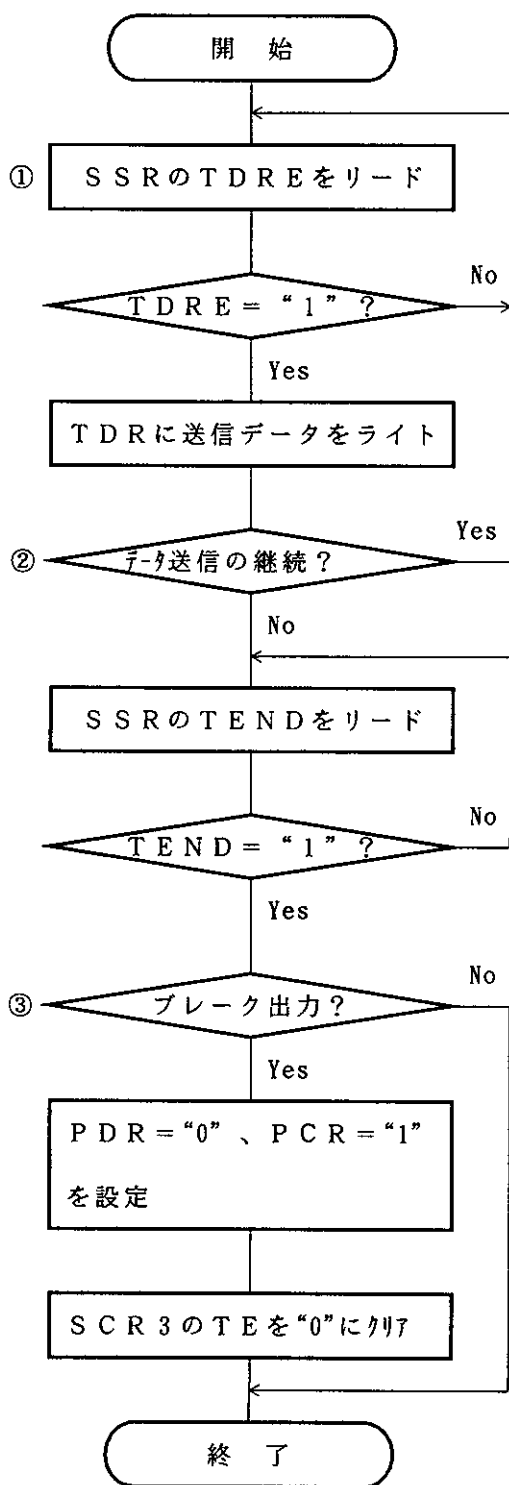 開 始
① SSRのTDREをリード
No
TDRE=“1”?
Yes
TDRに送信データをライト
Yes
② データ送信の継続?
No
SSRのTENDをリード
No
TEND=“1”?
Yes
No
③ ブレーク出力?
Yes
PDR=“0”、PCR=“1”
を設定
SCR3のTEを“0”にクリア
終 了